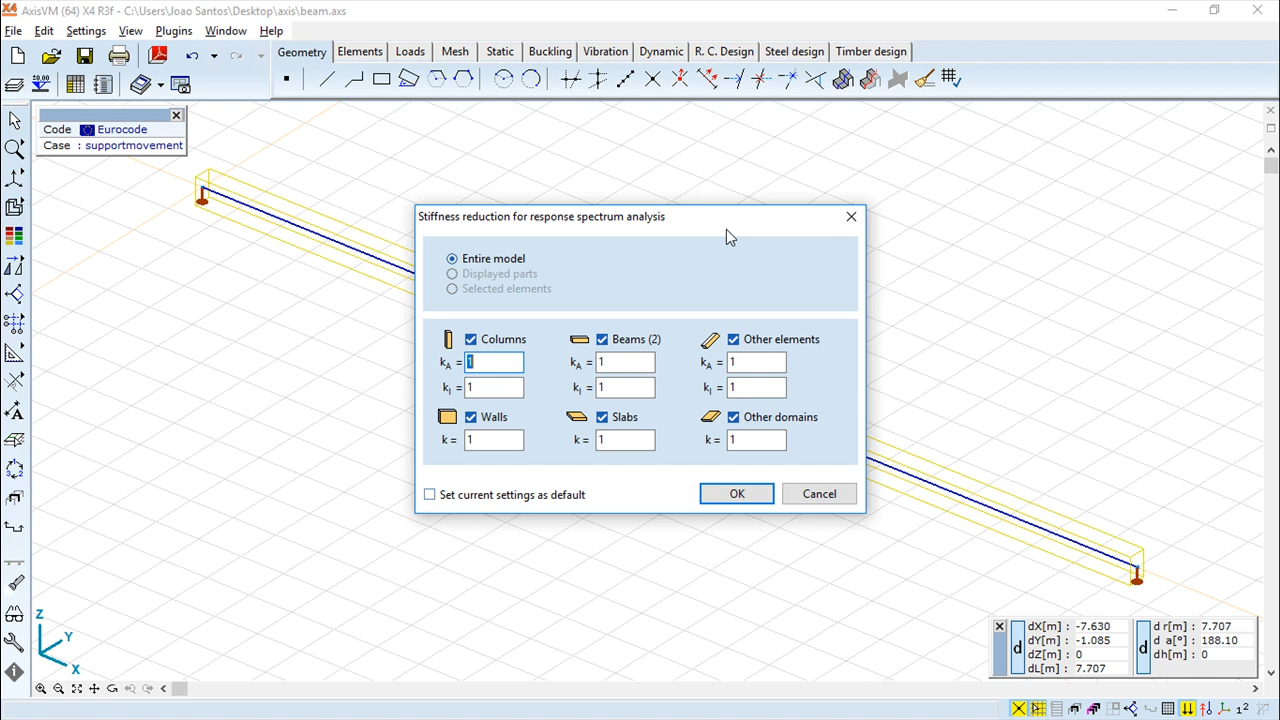 AxisVM (64) X4 R3f - C:\Users\Joao Santos\Desktop\axis\beam.axs
File Edit Settings View Plugins Window Help
Geometry Elements Loads Mesh Static Buckling Vibration Dynamic R. C. Design Steel design Timber design
Code Eurocode
Case : supportmovement
Stiffness reduction for response spectrum analysis
Entire model
Displayed parts
Selected elements
Columns Beams (2) Other elements
kA = 1 kA = 1 kA = 1
kI = 1 kI = 1 kI = 1
Walls Slabs Other domains
k = 1 k = 1 k = 1
Set current settings as default OK Cancel
Z
Y
X
d dX[m] : -7.630 d d r[m] : 7.707
dY[m] : -1.085 d a[°] : 188.10
dZ[m] : 0 dh[m] : 0
dL[m] : 7.707